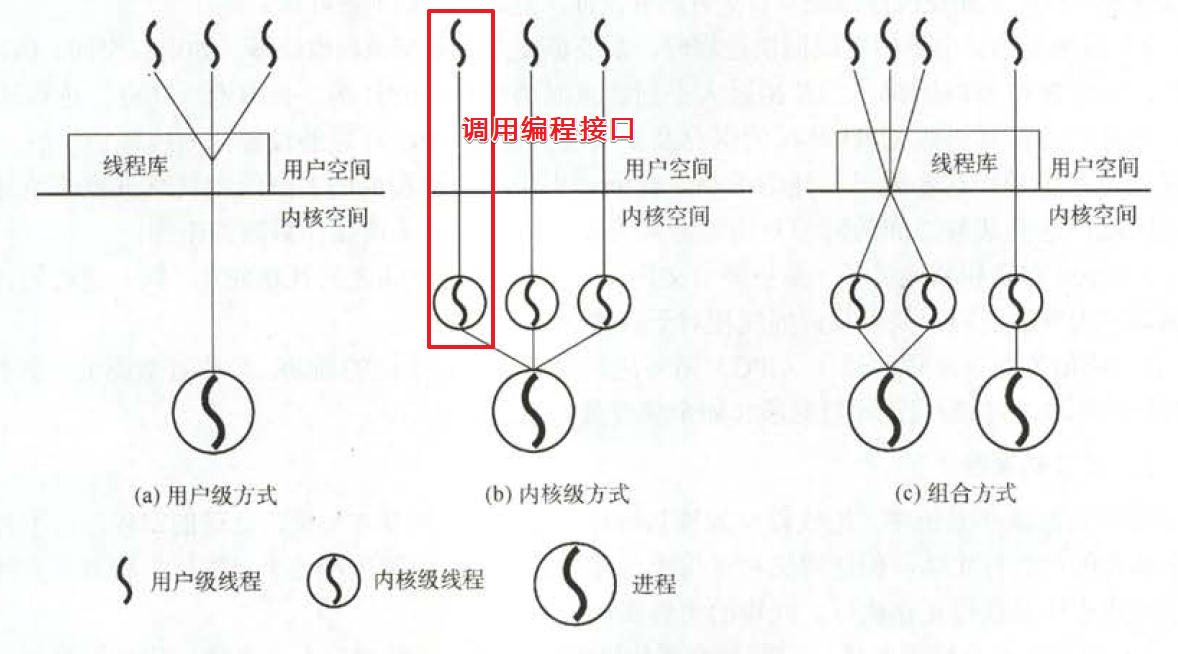 调用编程接口
线程库
用户空间
内核空间
用户空间
内核空间
线程库
用户空间
内核空间
(a) 用户级方式
(b) 内核级方式
(c) 组合方式
用户级线程
内核级线程
进程